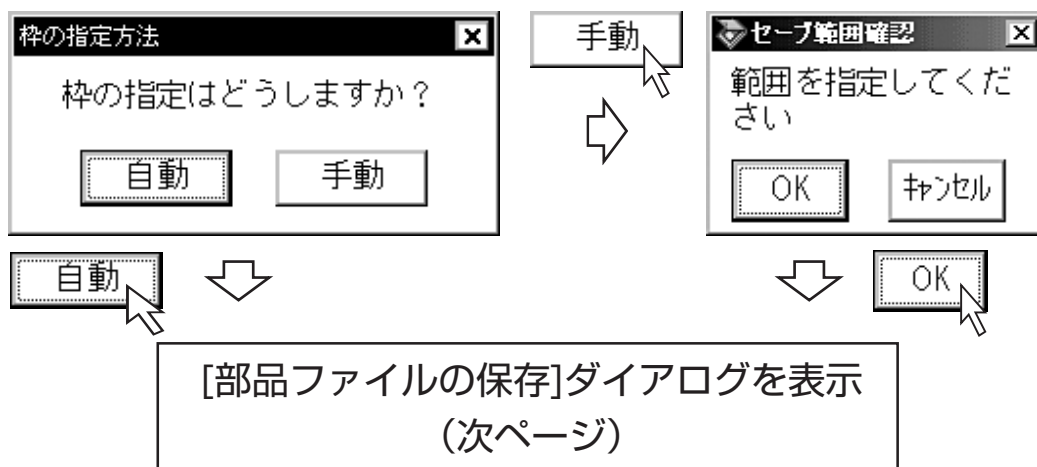 枠の指定方法
枠の指定はどうしますか?
自動
手動
手動
セーブ範囲確認
範囲を指定してくだ
さい
OK
キャンセル
自動
OK
[部品ファイルの保存]ダイアログを表示
(次ページ)